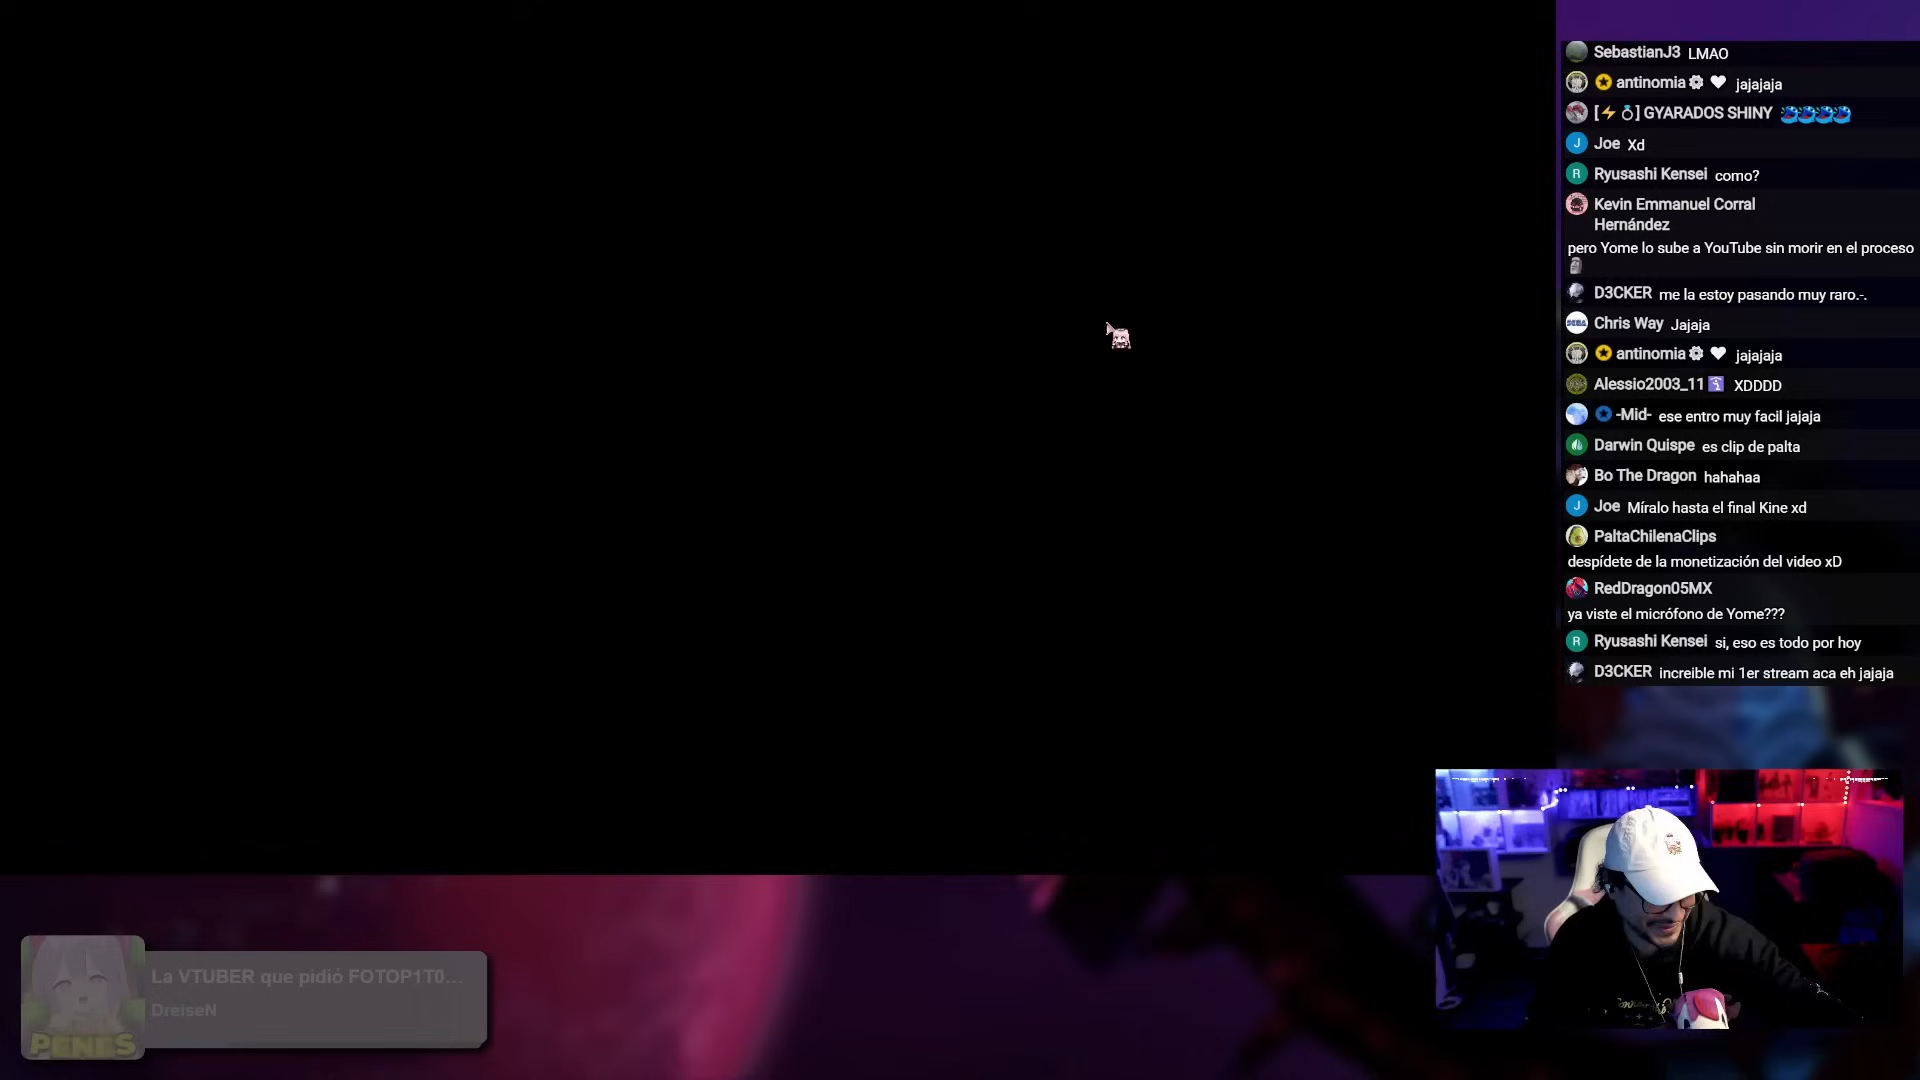 SebastianJ3 LMAO
antinomia jajajaja
[⚡💍] GYARADOS SHINY
J Joe Xd
R Ryusashi Kensei como?
Kevin Emmanuel Corral
Hernández
pero Yome lo sube a YouTube sin morir en el proceso
🗿
D3CKER me la estoy pasando muy raro.-.
SEGA Chris Way Jajaja
antinomia jajajaja
Alessio2003_11 XDDDD
-Mid- ese entro muy facil jajaja
Darwin Quispe es clip de palta
Bo The Dragon hahahaa
J Joe Míralo hasta el final Kine xd
PaltaChilenaClips
despídete de la monetización del video xD
RedDragon05MX
ya viste el micrófono de Yome???
R Ryusashi Kensei si, eso es todo por hoy
D3CKER increible mi 1er stream aca eh jajaja
La VTUBER que pidió FOTOP1T0...
DreiseN
PENES